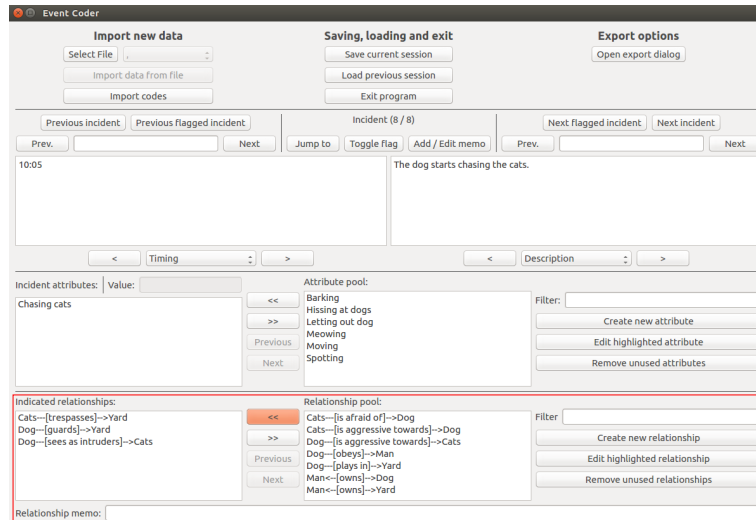 Event Coder
Import new data
Saving, loading and exit
Export options
Select File ,
Save current session
Open export dialog
Import data from file
Load previous session
Import codes
Exit program
Previous incident Previous flagged incident
Incident (8 / 8)
Next flagged incident Next incident
Prev. Next
Jump to Toggle flag Add / Edit memo
Prev. Next
10:05
The dog starts chasing the cats.
< Timing >
< Description >
Incident attributes: Value:
Chasing cats
<<
>>
Previous
Next
Attribute pool:
Barking
Hissing at dogs
Letting out dog
Meowing
Moving
Spotting
Filter:
Create new attribute
Edit highlighted attribute
Remove unused attributes
Indicated relationships:
Cats---[trespasses]-->Yard
Dog---[guards]-->Yard
Dog---[sees as intruders]-->Cats
<<
>>
Previous
Next
Relationship pool:
Cats---[is afraid of]-->Dog
Cats---[is aggressive towards]-->Dog
Dog---[is aggressive towards]-->Cats
Dog---[obeys]-->Man
Dog---[plays in]-->Yard
Man<--[owns]---Dog
Man<--[owns]---Yard
Filter
Create new relationship
Edit highlighted relationship
Remove unused relationships
Relationship memo: